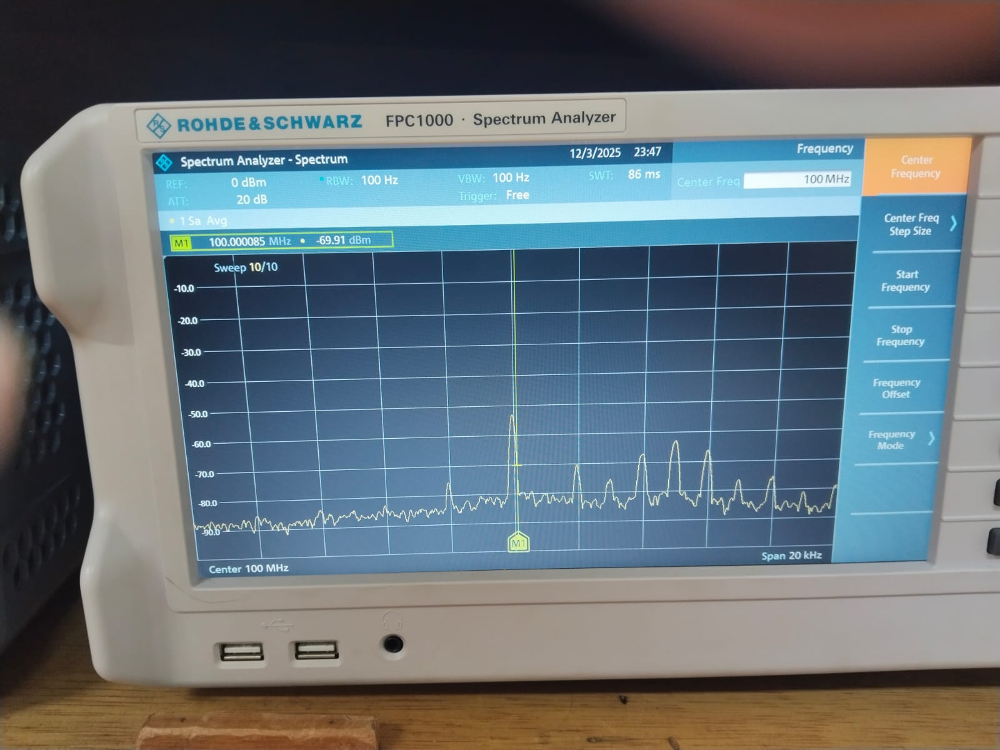 ROHDE&SCHWARZ FPC1000 · Spectrum Analyzer
Spectrum Analyzer - Spectrum 12/3/2025 23:47 Frequency
REF: 0 dBm RBW: 100 Hz VBW: 100 Hz SWT: 86 ms Center Freq 100 MHz
ATT: 20 dB Trigger: Free
1 Sa Avg
M1 100.000085 MHz • -69.91 dBm
Sweep 10/10
-10.0
-20.0
-30.0
-40.0
-50.0
-60.0
-70.0
-80.0
-90.0
M1
Center 100 MHz Span 20 kHz
Center
Frequency
Center Freq
Step Size
Start
Frequency
Stop
Frequency
Frequency
Offset
Frequency
Mode